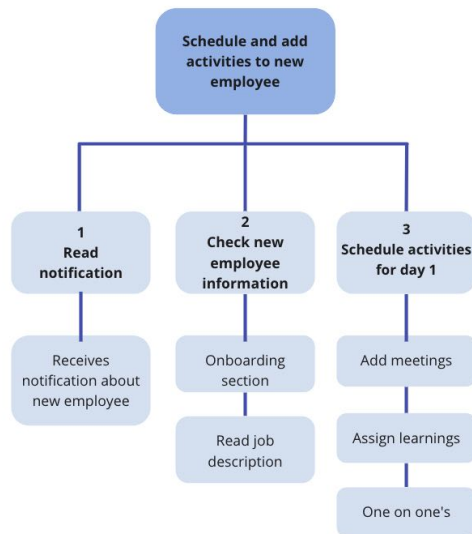 Schedule and add
activities to new
employee
1
Read
notification
2
Check new
employee
information
3
Schedule activities
for day 1
Receives
notification about
new employee
Onboarding
section
Read job
description
Add meetings
Assign learnings
One on one's